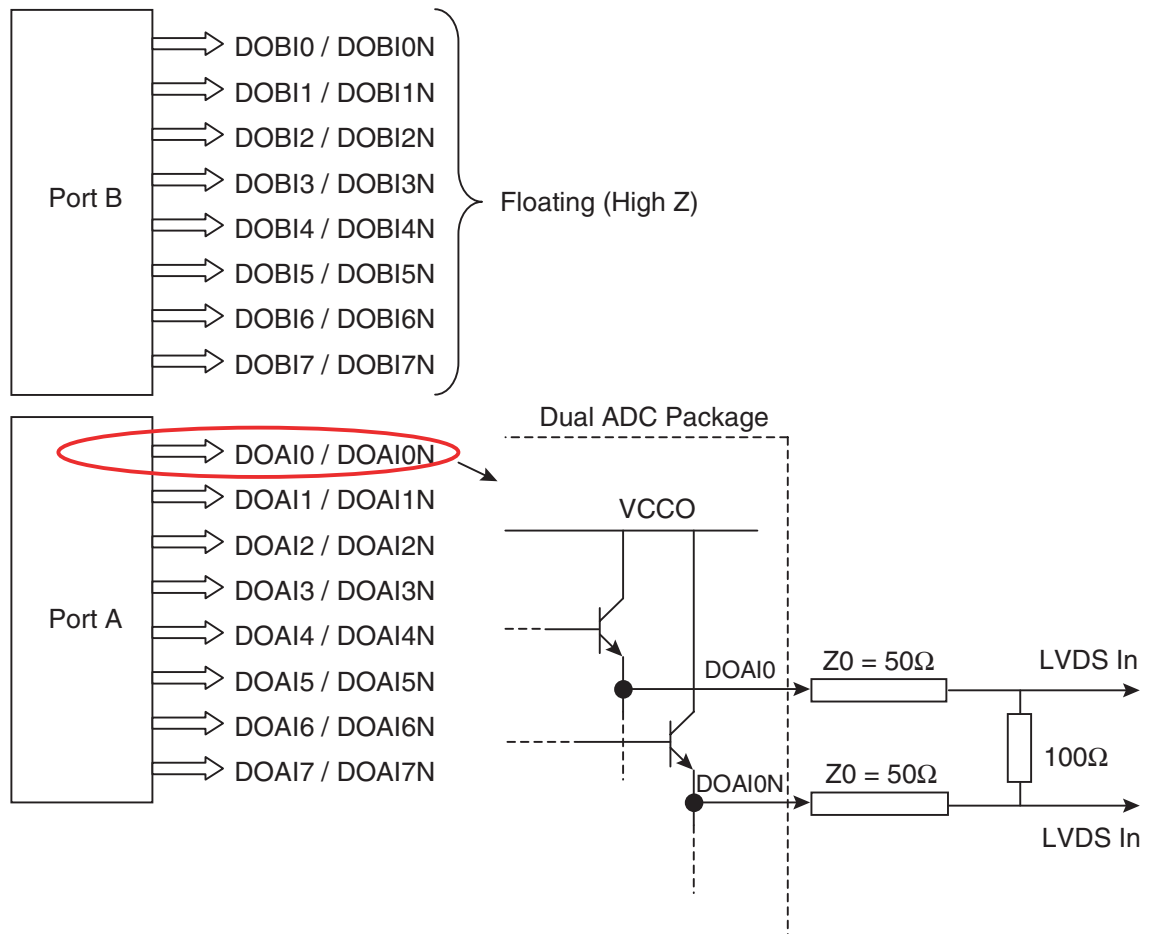 Port B
DOBI0 / DOBI0N
DOBI1 / DOBI1N
DOBI2 / DOBI2N
DOBI3 / DOBI3N
DOBI4 / DOBI4N
DOBI5 / DOBI5N
DOBI6 / DOBI6N
DOBI7 / DOBI7N
Floating (High Z)
Port A
DOAI0 / DOAI0N
DOAI1 / DOAI1N
DOAI2 / DOAI2N
DOAI3 / DOAI3N
DOAI4 / DOAI4N
DOAI5 / DOAI5N
DOAI6 / DOAI6N
DOAI7 / DOAI7N
Dual ADC Package
VCCO
DOAI0
Z0 = 50Ω
LVDS In
100Ω
DOAI0N
Z0 = 50Ω
LVDS In